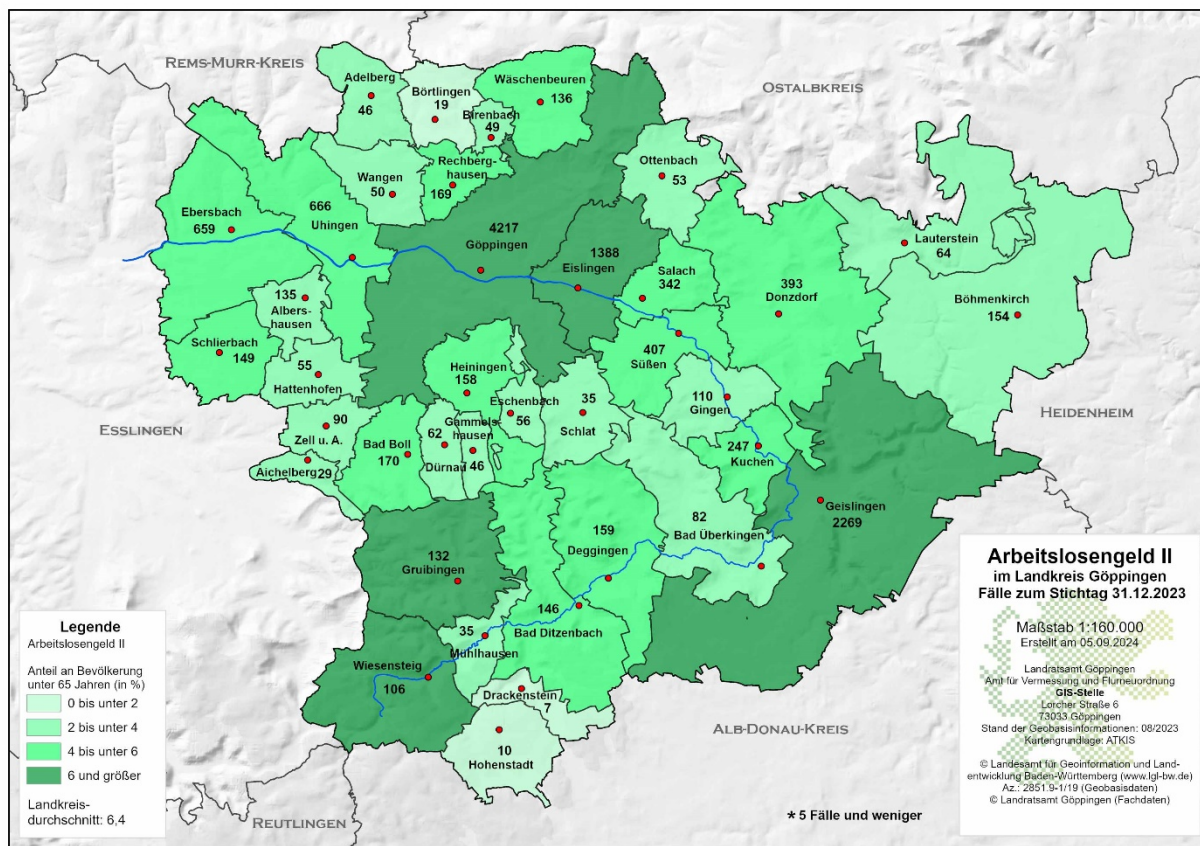 REMS-MURR-KREIS
OSTALBKREIS
Adelberg
46
Börtlingen
19
Birenbach
49
Wäschenbeuren
136
Ottenbach
53
Rechberg-
hausen
169
Wangen
50
Ebersbach
659
666
Uhingen
4217
Göppingen
1388
Eislingen
Salach
342
393
Donzdorf
Lauterstein
64
Böhmenkirch
154
135
Albers-
hausen
Schlierbach
149
55
Hattenhofen
Heiningen
158
407
Süßen
Eschenbach
56
35
Schlat
110
Gingen
HEIDENHEIM
ESSLINGEN
90
Zell u. A.
Aichelberg
29
Bad Boll
170
62
Dürnau
Gammels-
hausen
46
247
Kuchen
Geislingen
2269
82
Bad Überkingen
159
Deggingen
132
Gruibingen
146
Bad Ditzenbach
35
Mühlhausen
Wiesensteig
106
Drackenstein
7
10
Hohenstadt
ALB-DONAU-KREIS
REUTLINGEN
Legende
Arbeitslosengeld II
Anteil an Bevölkerung
unter 65 Jahren (in %)
0 bis unter 2
2 bis unter 4
4 bis unter 6
6 und größer
Landkreis-
durchschnitt: 6,4
* 5 Fälle und weniger
Arbeitslosengeld II
im Landkreis Göppingen
Fälle zum Stichtag 31.12.2023
Maßstab 1:160.000
Erstellt am 05.09.2024
Landratsamt Göppingen
Amt für Vermessung und Flurneuordnung
GIS-Stelle
Lorcher Straße 6
73033 Göppingen
Stand der Geobasisinformationen: 08/2023
Kartengrundlage: ATKIS
© Landesamt für Geoinformation und Land-
entwicklung Baden-Württemberg (www.lgl-bw.de)
Az.: 2851.9-1/19 (Geobasisdaten)
© Landratsamt Göppingen (Fachdaten)